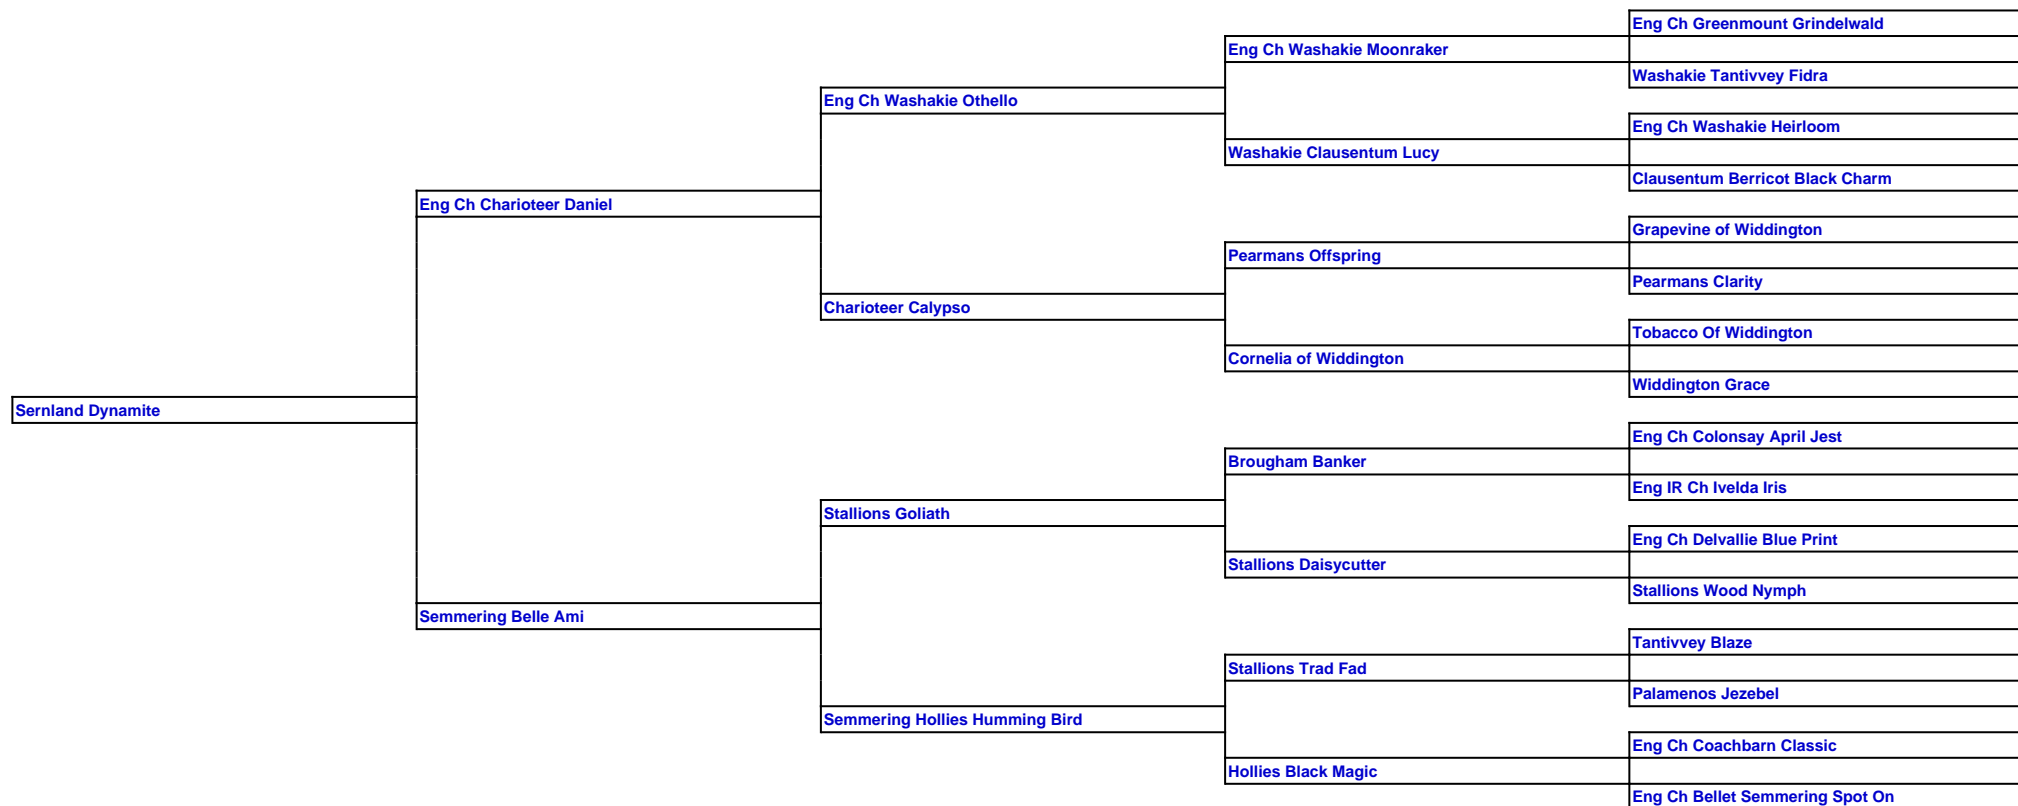 Eng Ch Greenmount Grindelwald
Eng Ch Washakie Moonraker
Washakie Tantivvey Fidra
Eng Ch Washakie Othello
Eng Ch Washakie Heirloom
Washakie Clausentum Lucy
Clausentum Berricot Black Charm
Eng Ch Charioteer Daniel
Grapevine of Widdington
Pearmans Offspring
Pearmans Clarity
Charioteer Calypso
Tobacco Of Widdington
Cornelia of Widdington
Widdington Grace
Sernland Dynamite
Eng Ch Colonsay April Jest
Brougham Banker
Eng IR Ch Ivelda Iris
Stallions Goliath
Eng Ch Delvallie Blue Print
Stallions Daisycutter
Stallions Wood Nymph
Semmering Belle Ami
Tantivvey Blaze
Stallions Trad Fad
Palamenos Jezebel
Semmering Hollies Humming Bird
Eng Ch Coachbarn Classic
Hollies Black Magic
Eng Ch Bellet Semmering Spot On